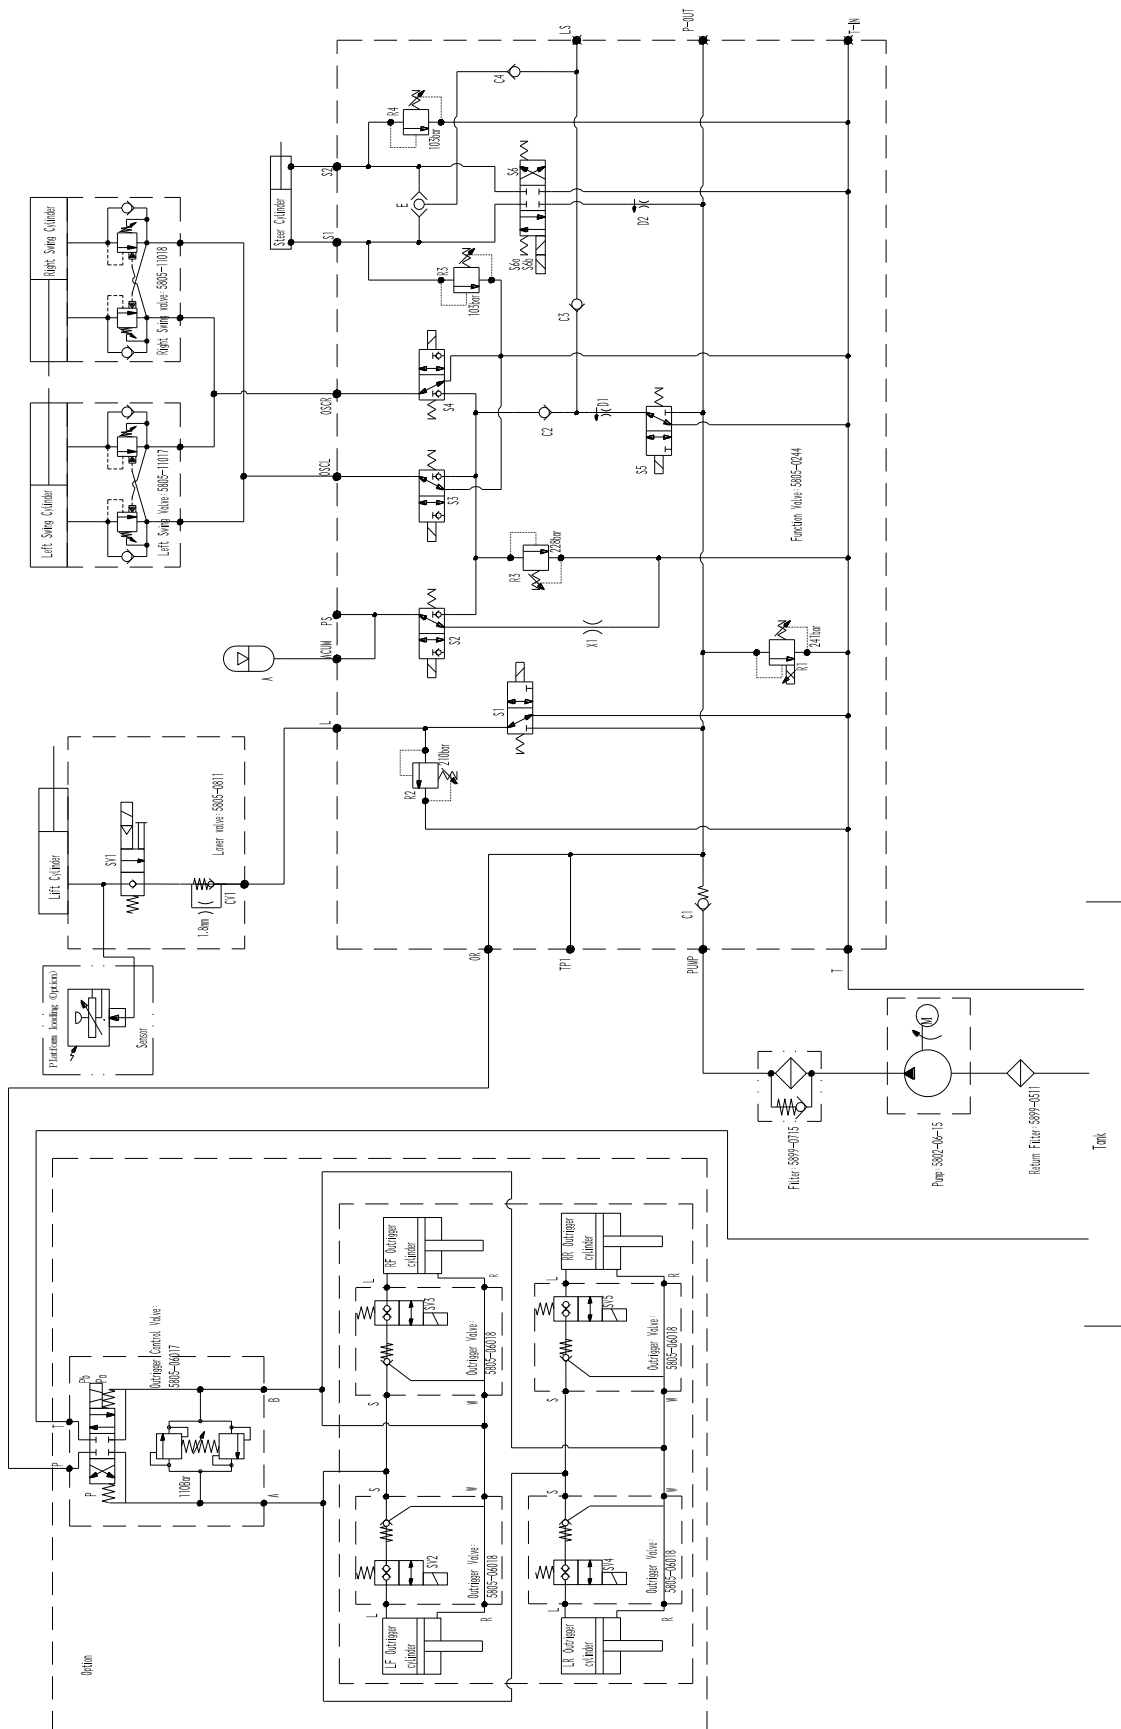 LS
P-OUT
T-IN
C4
R4
103bar
S2
S6
E
D2
Steer Cylinder
S1
S6a
S6b
R3
103bar
C3
Right Swing Cylinder
Right Swing valve:5805-11018
OSCR
S4
C2
D1
S5
Left Swing Cylinder
Left Swing Valve:5805-11017
OSCL
S3
Function Valve:5805-0244
R3
228bar
PS
ACUM
A
S2
X1
241bar
R1
L
S1
R2
210bar
Lift Cylinder
SV1
Lower valve:5805-0811
1.8mm
CV1
C1
OR
TP1
PUMP
T
Platform loading (Option)
Sensor
M
Filter:5899-0715
Pump:5802-06-15
Return Filter:5899-0511
Tank
Outrigger Control Valve:
5805-06017
Pb
Pa
T
P
P
110Bar
B
A
RF Outrigger
cylinder
L
R
SV3
Outrigger Valve:
5805-06018
S
W
RR Outrigger
cylinder
L
R
SV5
Outrigger Valve:
5805-06018
S
W
S
W
SV2
Outrigger Valve:
5805-06018
L
R
LF Outrigger
cylinder
S
W
SV4
Outrigger Valve:
5805-06018
L
R
LR Outrigger
cylinder
Option